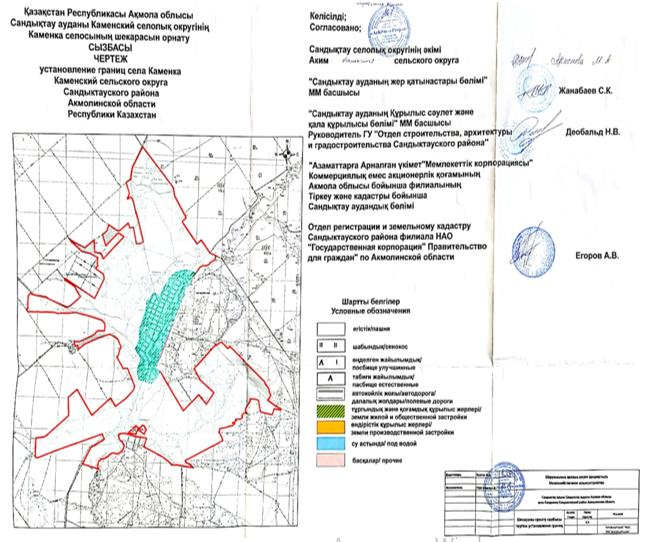 Қазақстан Республикасы Ақмола облысы
Сандықтау ауданы Каменский селолық округінің
Каменка селосының шекарасын орнату
СЫЗБАСЫ
ЧЕРТЕЖ
установление границ села Каменка
Каменский сельского округа
Сандыктауского района
Акмолинской области
Республики Казахстан
Келісілді;
Согласовано;
Сандықтау селолық округінің әкімі
Аким сельского округа
"Сандықтау ауданың жер қатынастары бөлімі"
ММ басшысы
Жанабаев С.К.
"Сандықтау ауданың Құрылыс сәулет және
қала құрылысы бөлімі" ММ басшысы
Руководитель ГУ "Отдел строительства, архитектуры
и градостроительства Сандыктауского района"
Деобальд Н.В.
"Азаматтарға Арналған үкімет"Мемлекеттік корпорациясы"
Коммерциялық емес акционерлік қоғамының
Ақмола облысы бойынша филиалының
Тіркеу және кадастры бойынша
Сандықтау аудандық бөлімі
Отдел регистрации и земельному кадастру
Сандыктауского района филиала НАО
"Государственная корпорация" Правительство
для граждан" по Акмолинской области
Егоров А.В.
Шартты белгілер
Условные обозначения
егістік/пашня
шабындық/сенокос
өнделген жайылымдық/
пастбище улучшенные
табиғи жайылымдық/
пастбище естественные
автокөйлік жолы/автодорога/
далалық жолдары/полевые дороги
тұрғындық және қоғамдық құрылыс жерлері/
земли жилой и общественной застройки
өндірістік құрылыс жерлері/
земли производственной застройки
су астында/ под водой
басқалар/ прочие